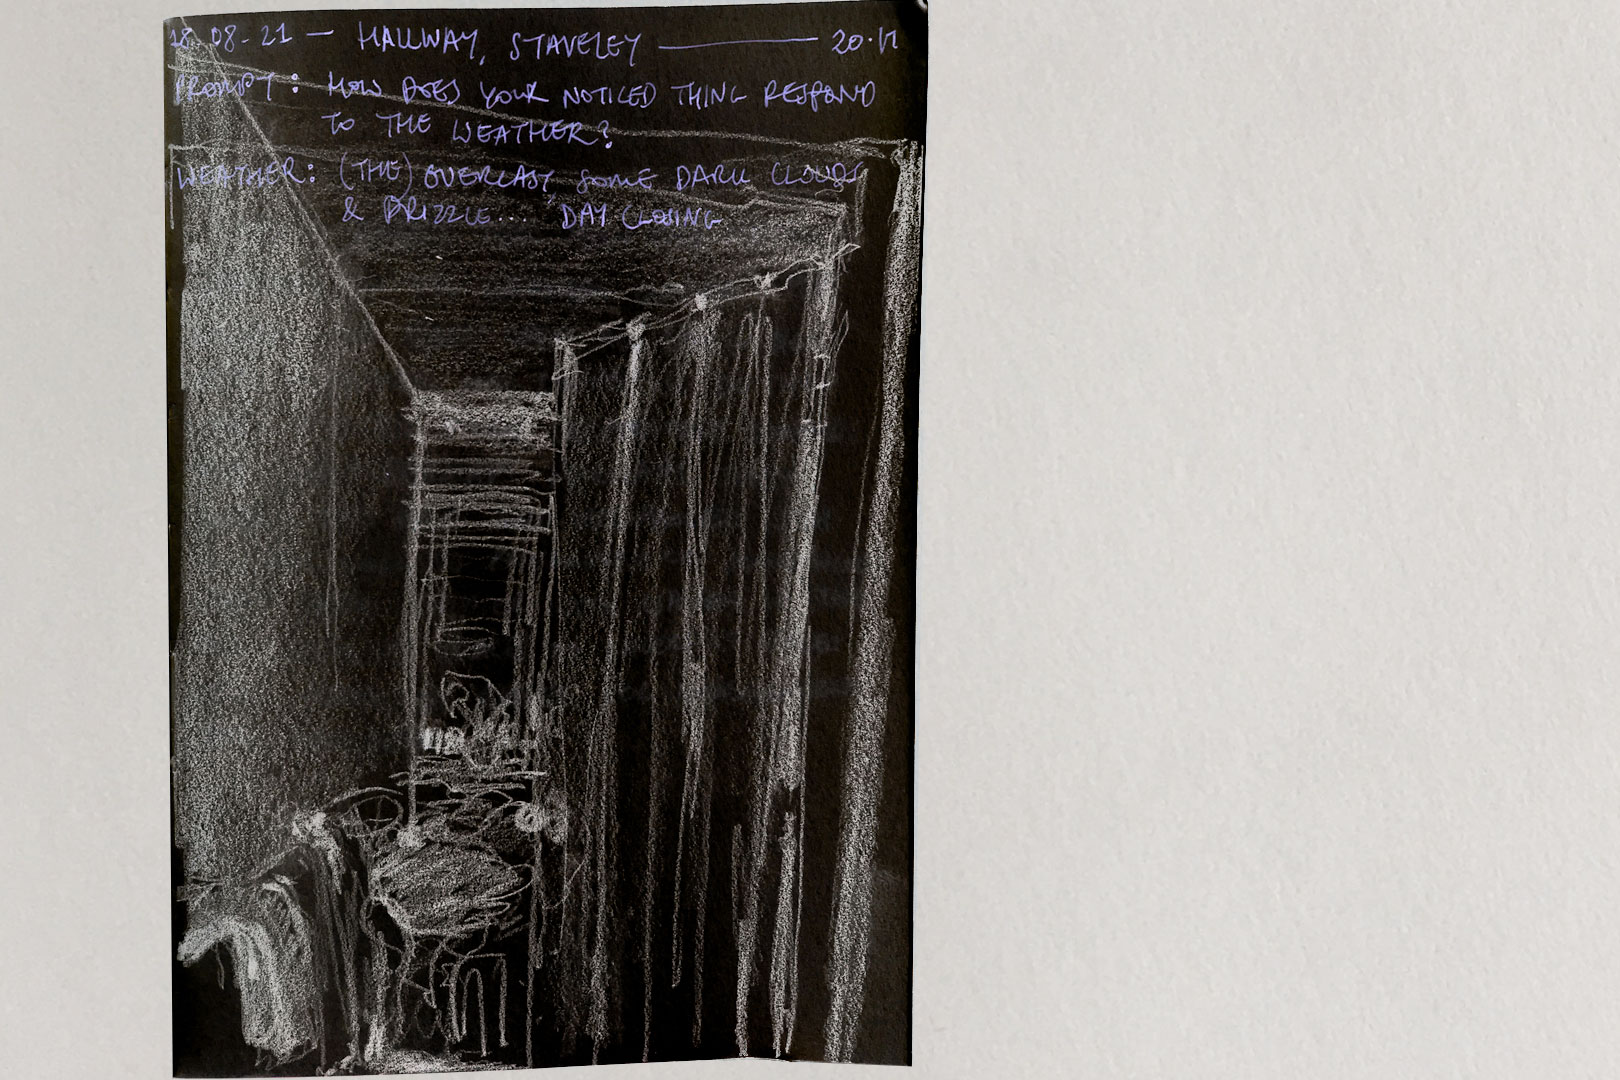 18-08-21 — HALLWAY, STAVELEY — 20.17
PROMPT: HOW DOES YOUR NOTICED THING RESPOND
TO THE WEATHER?
WEATHER: (THE) OVERCAST SOME DARK CLOUDS
& DRIZZLE.... DAY CLOSING